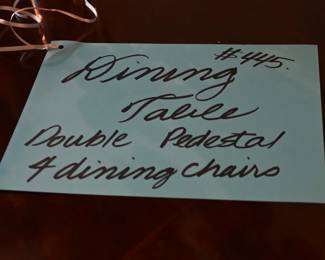 #445.
Dining
Table
Double Pedestal
4 dining chairs